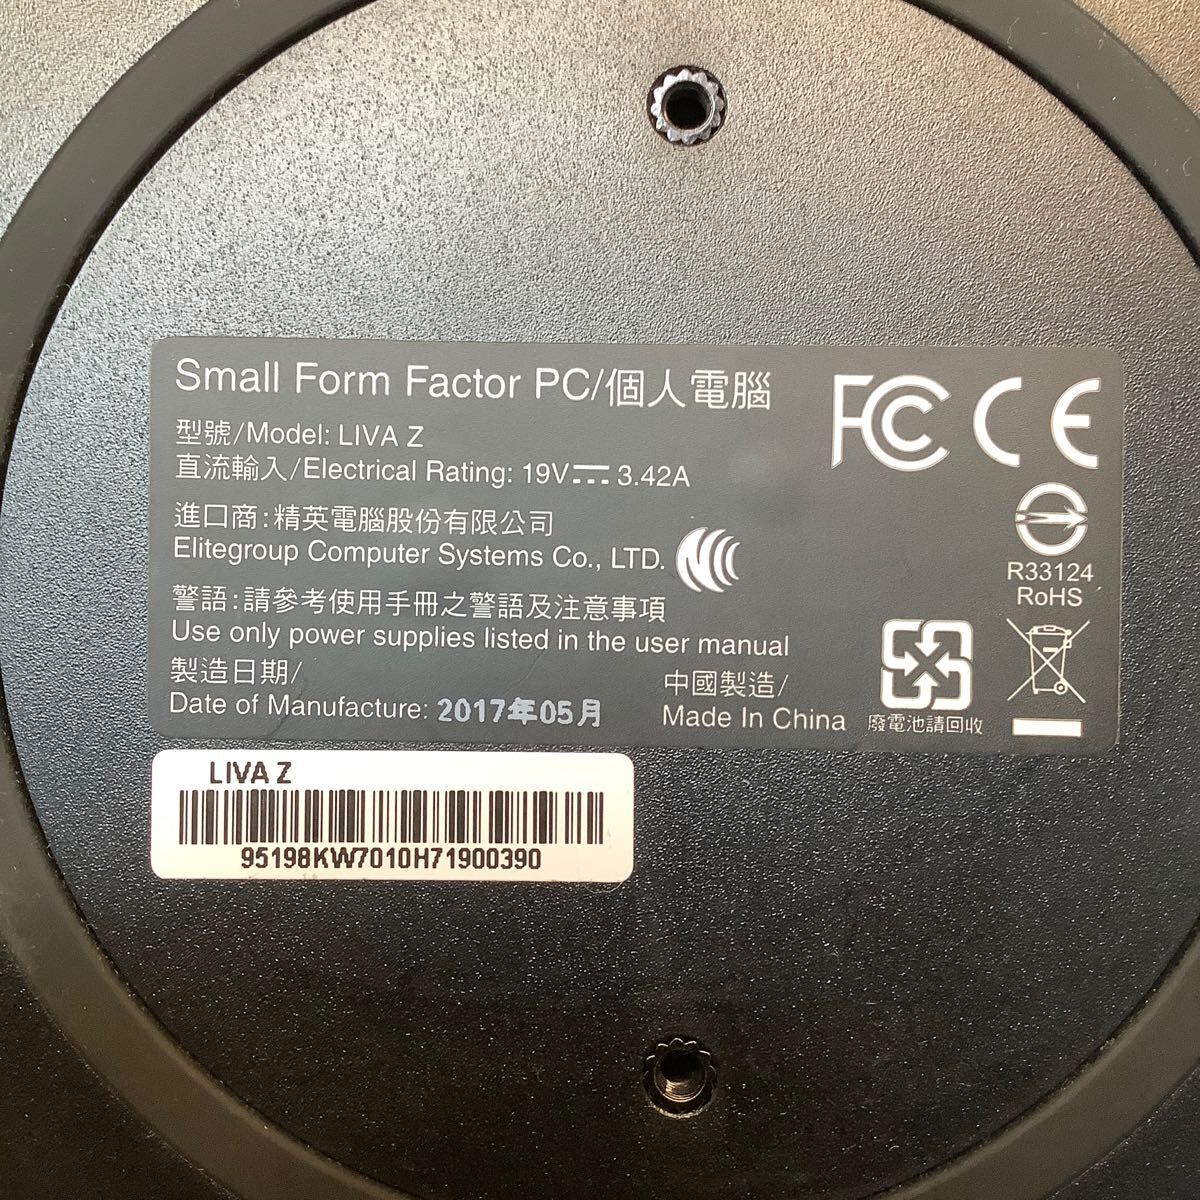 Small Form Factor PC/個人電腦
型號/Model: LIVA Z
直流輸入/Electrical Rating: 19V⎓3.42A
進口商:精英電腦股份有限公司
Elitegroup Computer Systems Co., LTD.
警語:請參考使用手冊之警語及注意事項
Use only power supplies listed in the user manual
製造日期/
Date of Manufacture: 2017年05月
中國製造/
Made In China
FC CE
R33124
RoHS
廢電池請回收
LIVA Z
95198KW7010H71900390